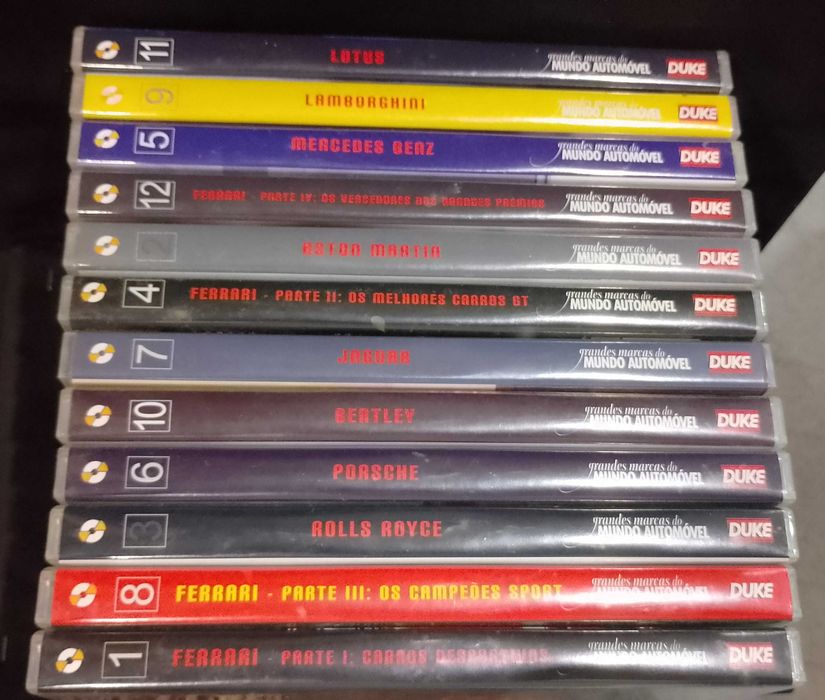 11 LOTUS grandes marcas do MUNDO AUTOMÓVEL DUKE
9 LAMBORGHINI grandes marcas do MUNDO AUTOMÓVEL DUKE
5 MERCEDES BENZ grandes marcas do MUNDO AUTOMÓVEL DUKE
12 FERRARI - PARTE IV: OS VENCEDORES DOS GRANDES PRÉMIOS grandes marcas do MUNDO AUTOMÓVEL DUKE
2 ASTON MARTIN grandes marcas do MUNDO AUTOMÓVEL DUKE
4 FERRARI - PARTE II: OS MELHORES CARROS GT grandes marcas do MUNDO AUTOMÓVEL DUKE
7 JAGUAR grandes marcas do MUNDO AUTOMÓVEL DUKE
10 BENTLEY grandes marcas do MUNDO AUTOMÓVEL DUKE
6 PORSCHE grandes marcas do MUNDO AUTOMÓVEL DUKE
3 ROLLS ROYCE grandes marcas do MUNDO AUTOMÓVEL DUKE
8 FERRARI - PARTE III: OS CAMPEÕES SPORT grandes marcas do MUNDO AUTOMÓVEL DUKE
1 FERRARI - PARTE I: CARROS DESPORTIVOS grandes marcas do MUNDO AUTOMÓVEL DUKE